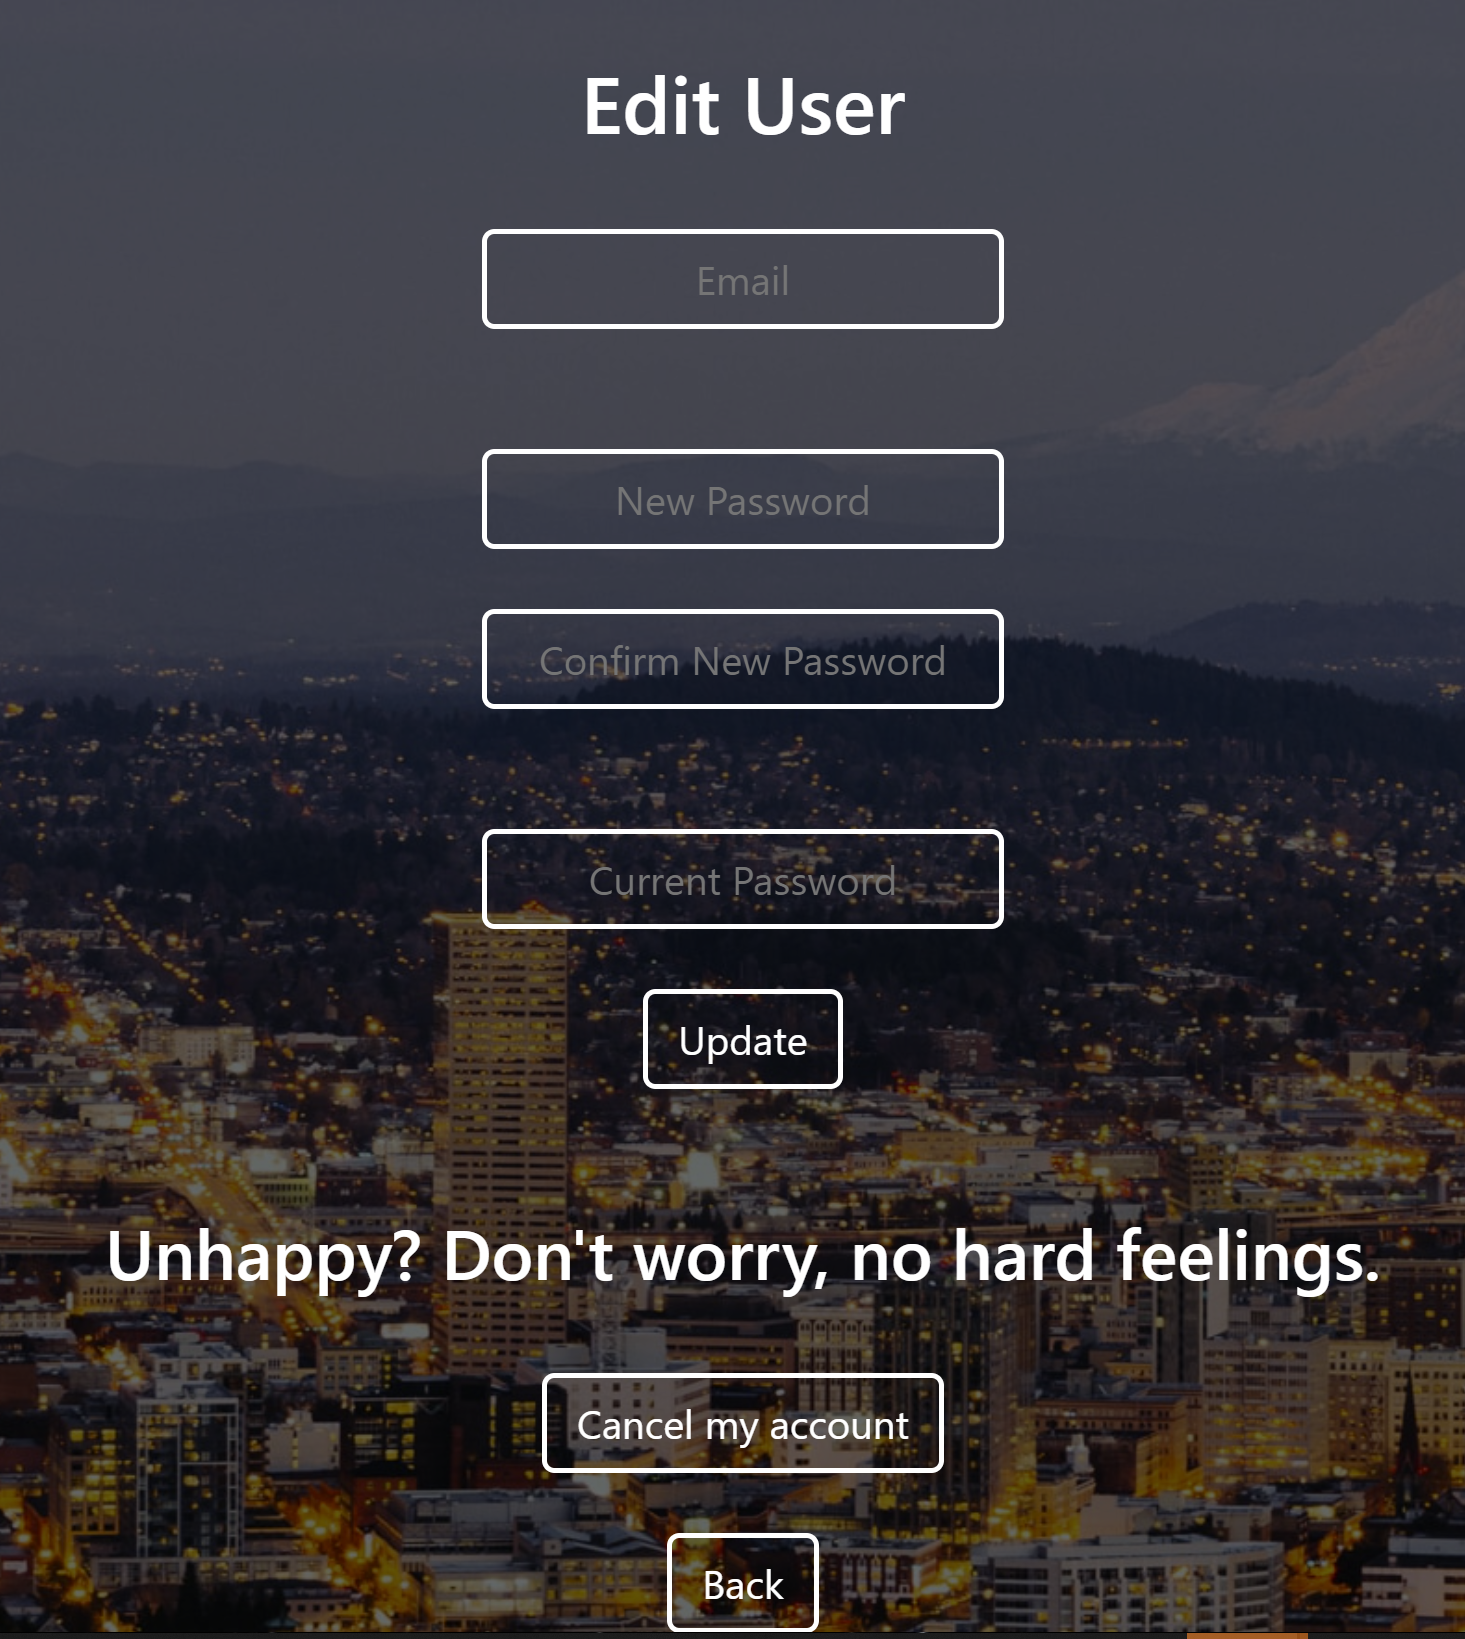 Edit User
Email
New Password
Confirm New Password
Current Password
Update
Unhappy? Don't worry, no hard feelings.
Cancel my account
Back